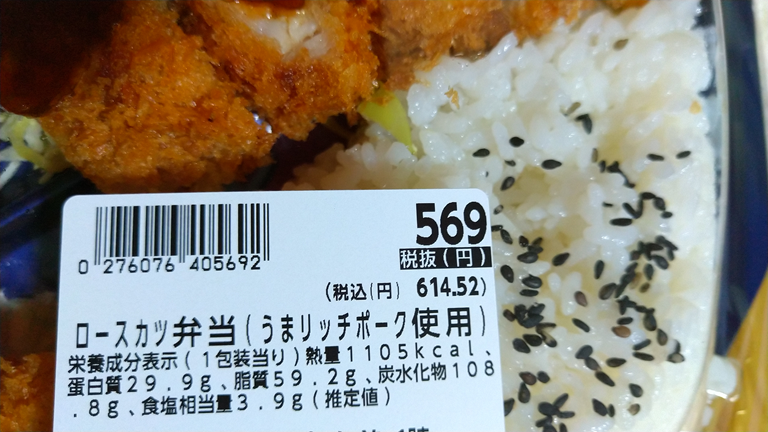 569
税抜(円)
0 276076 405692
(税込(円) 614.52)
ロースカツ弁当(うまリッチポーク使用)
栄養成分表示(1包装当り)熱量1105kcal、
蛋白質29.9g、脂質59.2g、炭水化物108
.8g、食塩相当量3.9g(推定値)